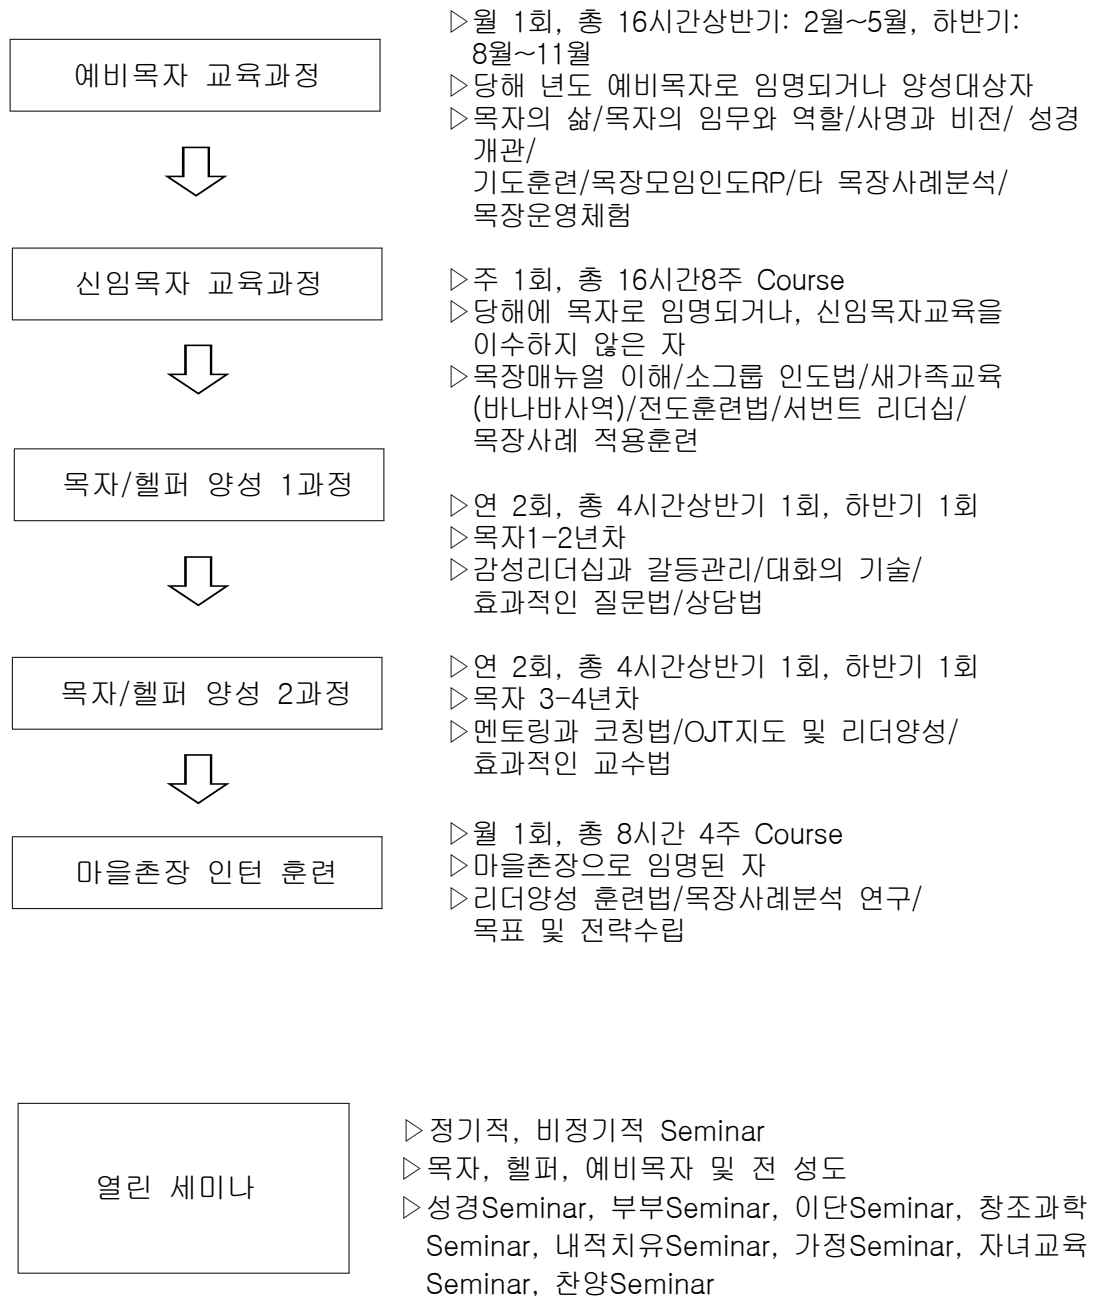 예비목자 교육과정
▷월 1회, 총 16시간상반기: 2월~5월, 하반기:
8월~11월
▷당해 년도 예비목자로 임명되거나 양성대상자
▷목자의 삶/목자의 임무와 역할/사명과 비전/ 성경
개관/
기도훈련/목장모임인도RP/타 목장사례분석/
목장운영체험
신임목자 교육과정
▷주 1회, 총 16시간8주 Course
▷당해에 목자로 임명되거나, 신임목자교육을
이수하지 않은 자
▷목장매뉴얼 이해/소그룹 인도법/새가족교육
(바나바사역)/전도훈련법/서번트 리더십/
목장사례 적용훈련
목자/헬퍼 양성 1과정
▷연 2회, 총 4시간상반기 1회, 하반기 1회
▷목자1-2년차
▷감성리더십과 갈등관리/대화의 기술/
효과적인 질문법/상담법
목자/헬퍼 양성 2과정
▷연 2회, 총 4시간상반기 1회, 하반기 1회
▷목자 3-4년차
▷멘토링과 코칭법/OJT지도 및 리더양성/
효과적인 교수법
마을촌장 인턴 훈련
▷월 1회, 총 8시간 4주 Course
▷마을촌장으로 임명된 자
▷리더양성 훈련법/목장사례분석 연구/
목표 및 전략수립
열린 세미나
▷정기적, 비정기적 Seminar
▷목자, 헬퍼, 예비목자 및 전 성도
▷성경Seminar, 부부Seminar, 이단Seminar, 창조과학
Seminar, 내적치유Seminar, 가정Seminar, 자녀교육
Seminar, 찬양Seminar